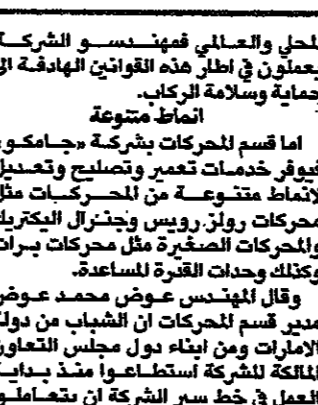 المحلي والعالمي فمهندسو الشركة
يعملون في اطار هذه القوانين الهادفة الى
حماية وسلامة الركاب.
انماط متنوعة
اما قسم المحركات بشركة «جامكو»
فيوفر خدمات تعمير وتصليح وتعديل
لانماط متنوعة من المحركات مثل
محركات رولز.رويس وجنرال اليكتريك
والمحركات الصغيرة مثل محركات برات
وكذلك وحدات القدرة المساعدة.
وقال المهندس عوض محمد عوض
مدير قسم المحركات ان الشباب من دولة
الامارات ومن ابناء دول مجلس التعاون
المالكة للشركة استطاعوا منذ بداية
العمل في خط سير الشركة ان يتعاملوا